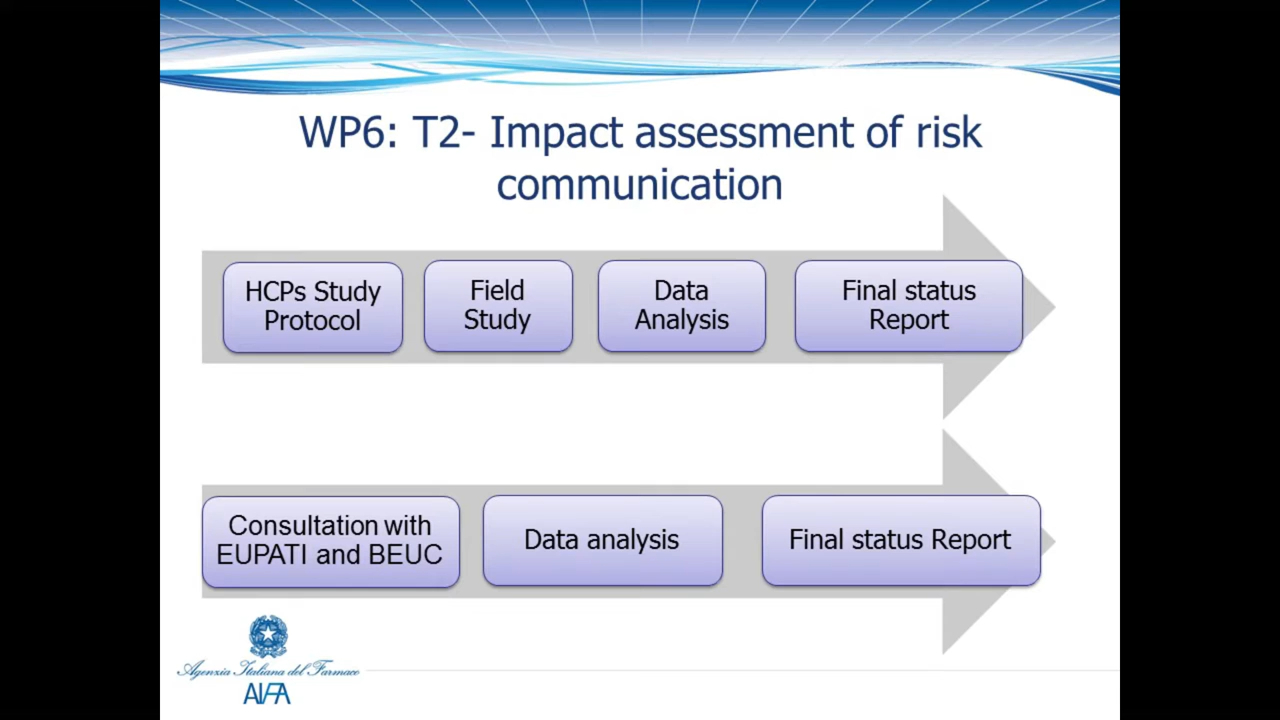 WP6: T2- Impact assessment of risk
communication
HCPs Study
Protocol
Field
Study
Data
Analysis
Final status
Report
Consultation with
EUPATI and BEUC
Data analysis
Final status Report
Agenzia Italiana del Farmaco
AIFA